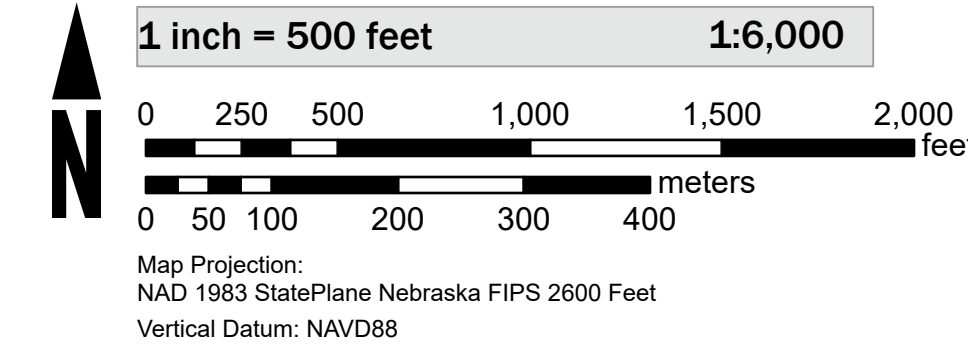 1 inch = 500 feet 1:6,000
0 250 500 1,000 1,500 2,000
feet
meters
0 50 100 200 300 400
N
Map Projection:
NAD 1983 StatePlane Nebraska FIPS 2600 Feet
Vertical Datum: NAVD88